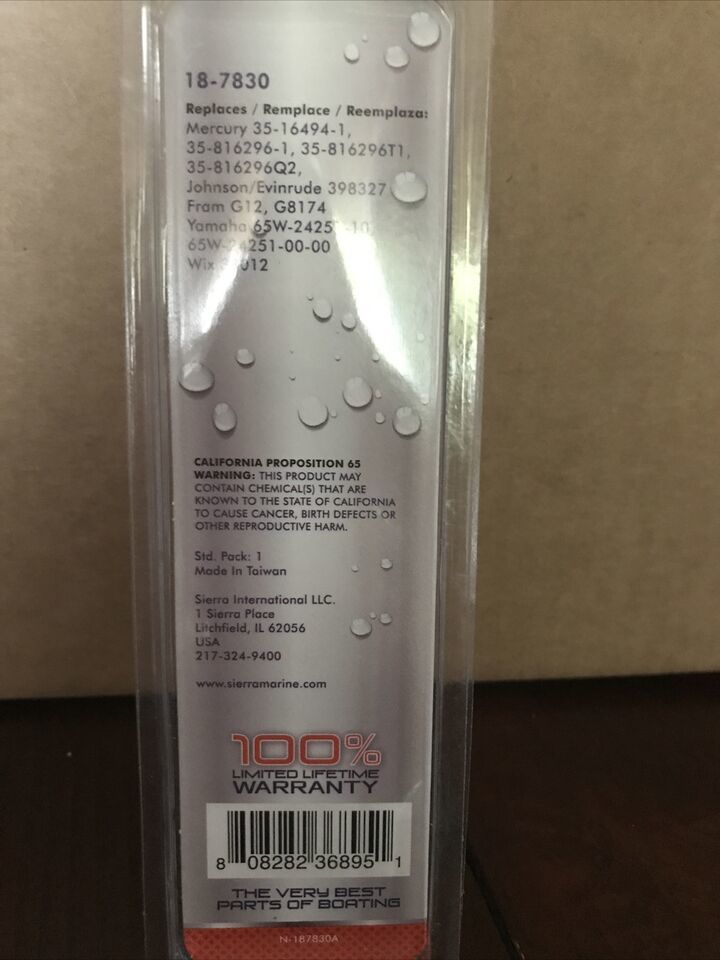 18-7830
Replaces / Remplace / Reemplaza:
Mercury 35-16494-1,
35-816296-1, 35-816296T1,
35-816296Q2,
Johnson/Evinrude 398327
Fram G12, G8174
Yamaha
65W-24251-00-00
Wix
CALIFORNIA PROPOSITION 65
WARNING: THIS PRODUCT MAY
CONTAIN CHEMICAL(S) THAT ARE
KNOWN TO THE STATE OF CALIFORNIA
TO CAUSE CANCER, BIRTH DEFECTS OR
OTHER REPRODUCTIVE HARM.
Std. Pack: 1
Made In Taiwan
Sierra International LLC.
1 Sierra Place
Litchfield, IL 62056
USA
217-324-9400
www.sierramarine.com
100%
LIMITED LIFETIME
WARRANTY
8 08282 36895 1
THE VERY BEST
PARTS OF BOATING
N-187830A